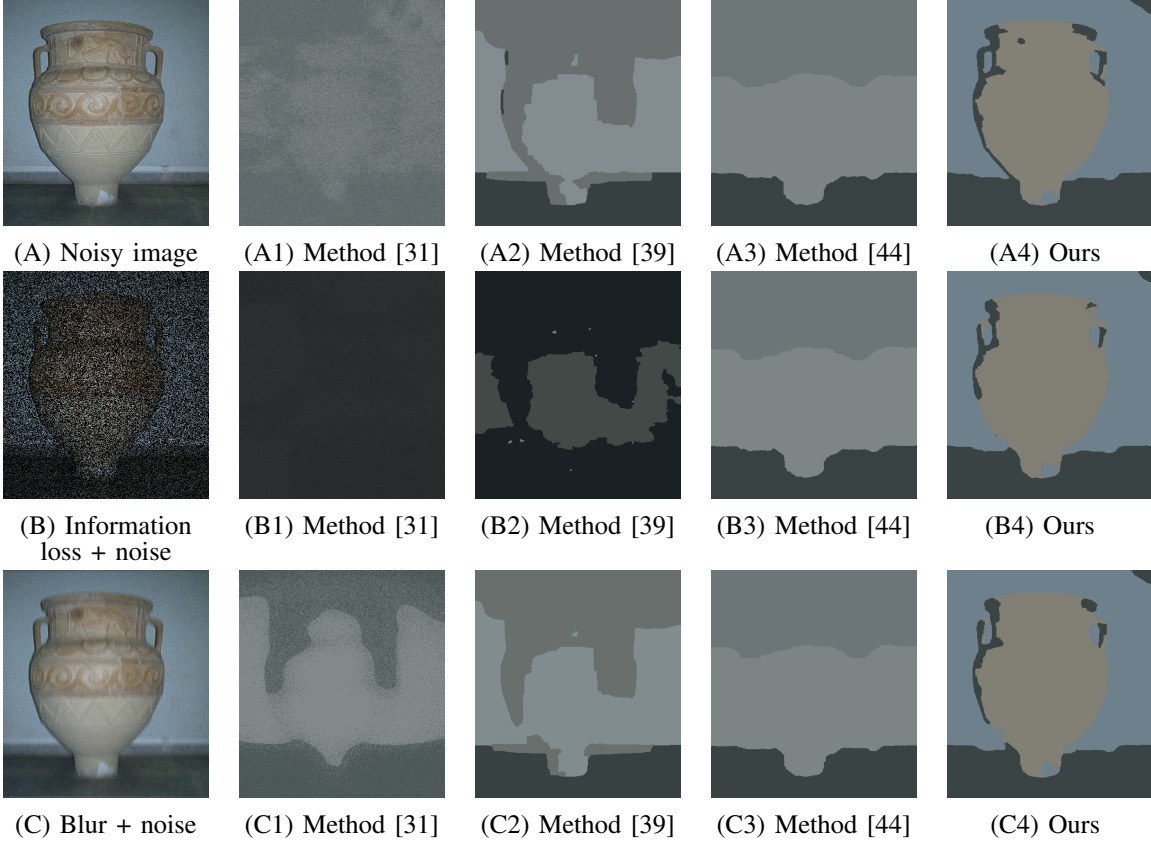 (A) Noisy image
(A1) Method [31]
(A2) Method [39]
(A3) Method [44]
(A4) Ours
(B) Information
loss + noise
(B1) Method [31]
(B2) Method [39]
(B3) Method [44]
(B4) Ours
(C) Blur + noise
(C1) Method [31]
(C2) Method [39]
(C3) Method [44]
(C4) Ours